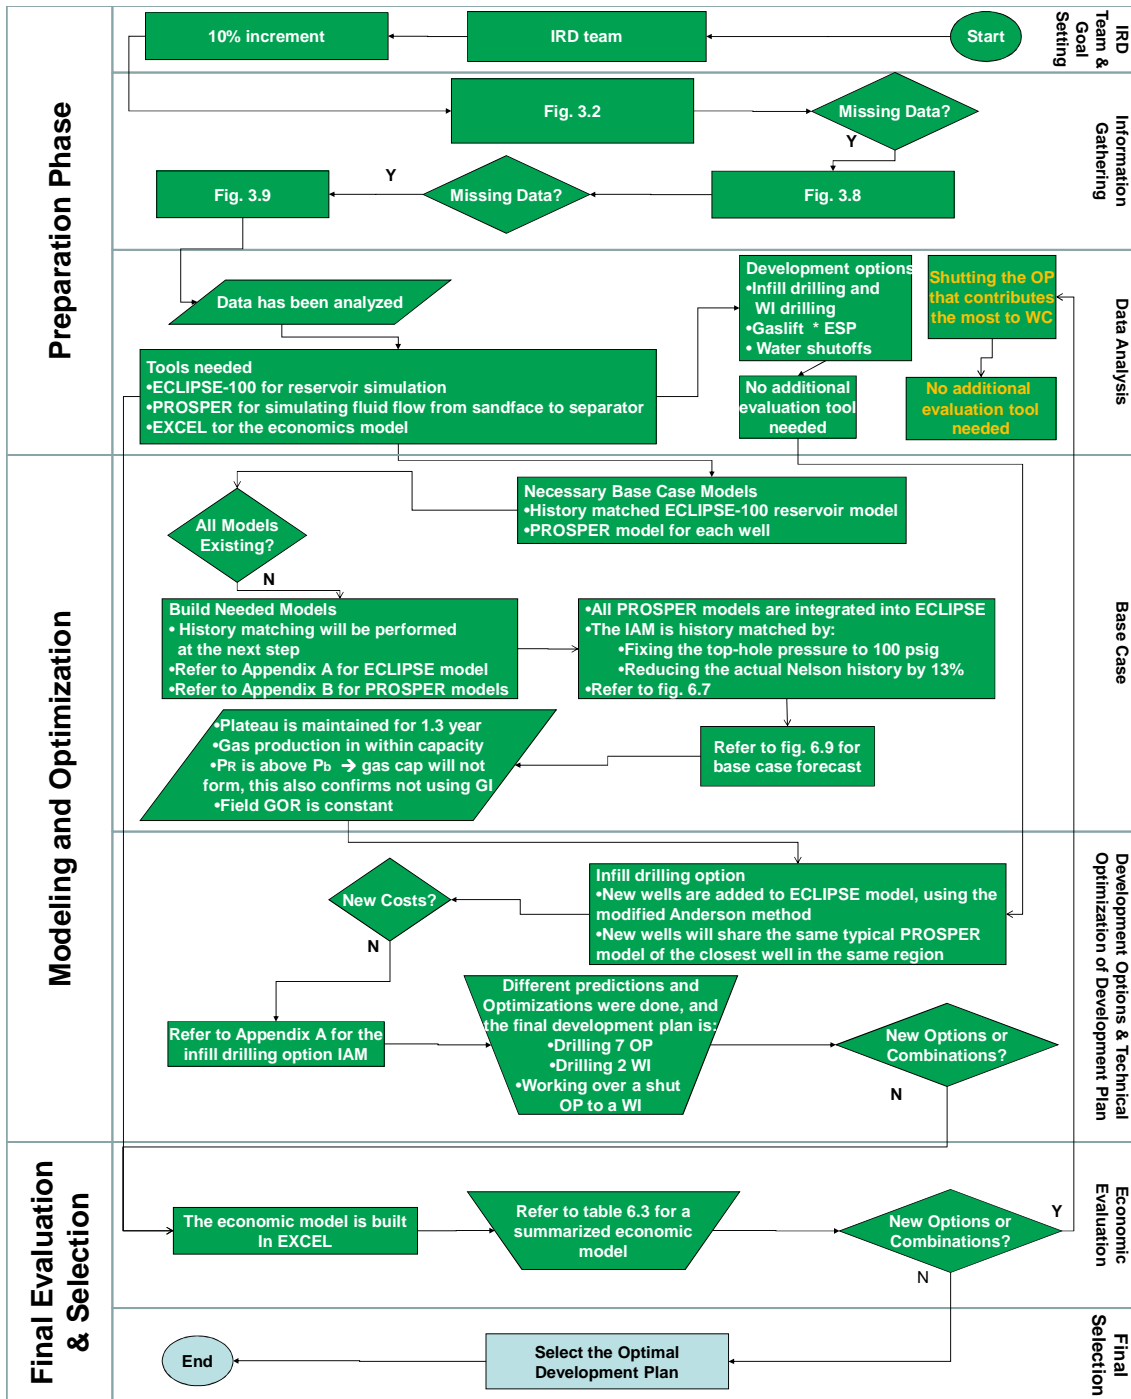 Preparation Phase
IRD
Team &
Goal
Setting
Start
IRD team
10% increment
Information
Gathering
Fig. 3.2
Missing Data?
Y
Fig. 3.8
Missing Data?
Y
Fig. 3.9
Data Analysis
Data has been analyzed
Tools needed
•ECLIPSE-100 for reservoir simulation
•PROSPER for simulating fluid flow from sandface to separator
•EXCEL tor the economics model
Development options
•Infill drilling and
WI drilling
•Gaslift * ESP
• Water shutoffs
No additional
evaluation tool
needed
Shutting the OP
that contributes
the most to WC
No additional
evaluation tool
needed
Modeling and Optimization
Base Case
Necessary Base Case Models
•History matched ECLIPSE-100 reservoir model
•PROSPER model for each well
All Models
Existing?
N
Build Needed Models
• History matching will be performed
at the next step
•Refer to Appendix A for ECLIPSE model
•Refer to Appendix B for PROSPER models
•All PROSPER models are integrated into ECLIPSE
•The IAM is history matched by:
•Fixing the top-hole pressure to 100 psig
•Reducing the actual Nelson history by 13%
•Refer to fig. 6.7
Refer to fig. 6.9 for
base case forecast
•Plateau is maintained for 1.3 year
•Gas production in within capacity
•PR is above Pb → gas cap will not
form, this also confirms not using GI
•Field GOR is constant
Development Options & Technical
Optimization of Development Plan
Infill drilling option
•New wells are added to ECLIPSE model, using the
modified Anderson method
•New wells will share the same typical PROSPER
model of the closest well in the same region
New Costs?
N
Refer to Appendix A for the
infill drilling option IAM
Different predictions and
Optimizations were done, and
the final development plan is:
•Drilling 7 OP
•Drilling 2 WI
•Working over a shut
OP to a WI
New Options or
Combinations?
N
Final Evaluation
& Selection
Economic
Evaluation
The economic model is built
In EXCEL
Refer to table 6.3 for a
summarized economic
model
New Options or
Combinations?
Y
N
Final
Selection
Select the Optimal
Development Plan
End